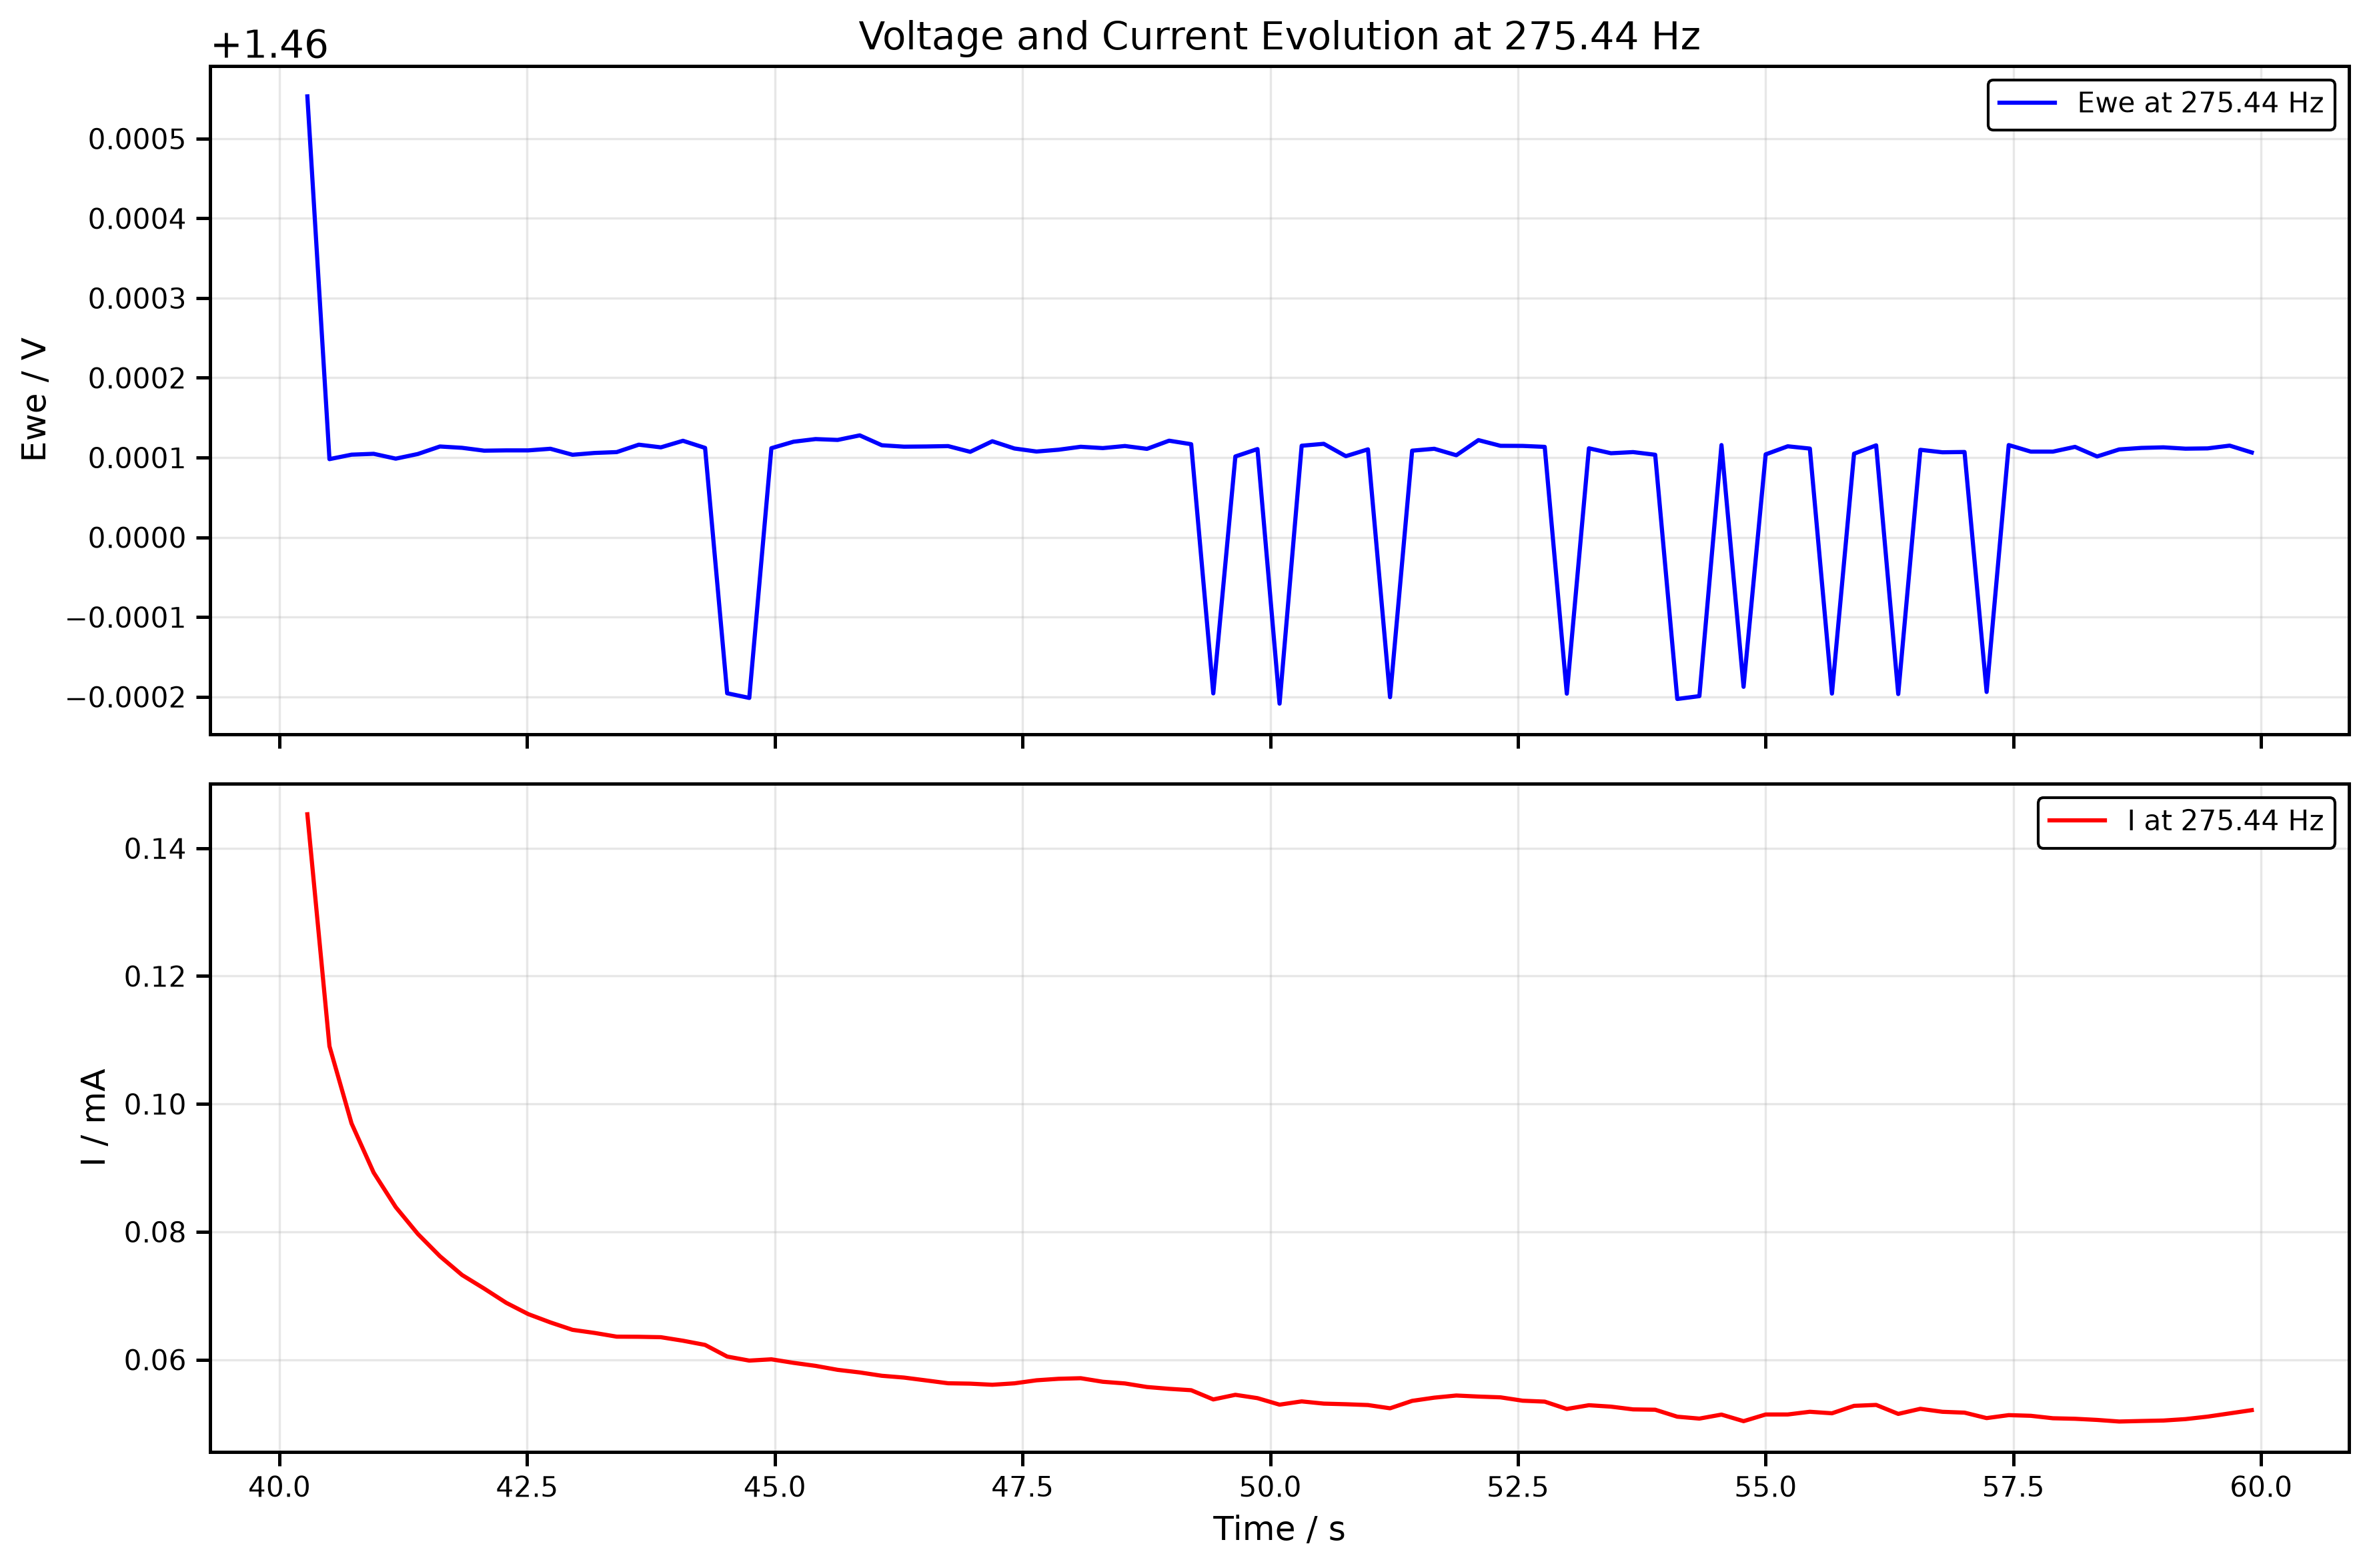 Voltage and Current Evolution at 275.44 Hz
+1.46
Ewe at 275.44 Hz
0.0005
0.0004
0.0003
0.0002
0.0001
0.0000
−0.0001
−0.0002
Ewe / V
I at 275.44 Hz
0.14
0.12
0.10
0.08
0.06
I / mA
40.0 42.5 45.0 47.5 50.0 52.5 55.0 57.5 60.0
Time / s